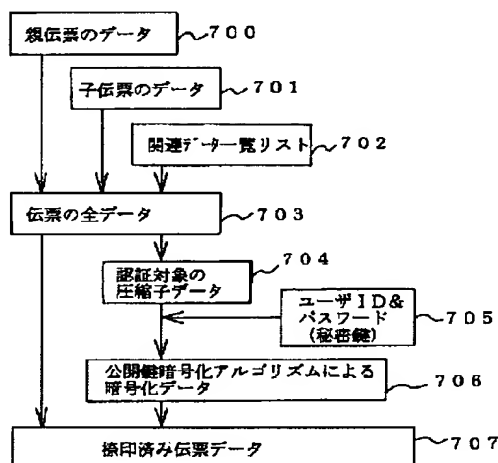 親伝票のデータ 700
子伝票のデータ 701
関連データ一覧リスト 702
伝票の全データ 703
704
認証対象の
圧縮子データ
ユーザID&
パスワード
(秘密鍵)
705
公開鍵暗号化アルゴリズムによる
暗号化データ
706
捺印済み伝票データ 707